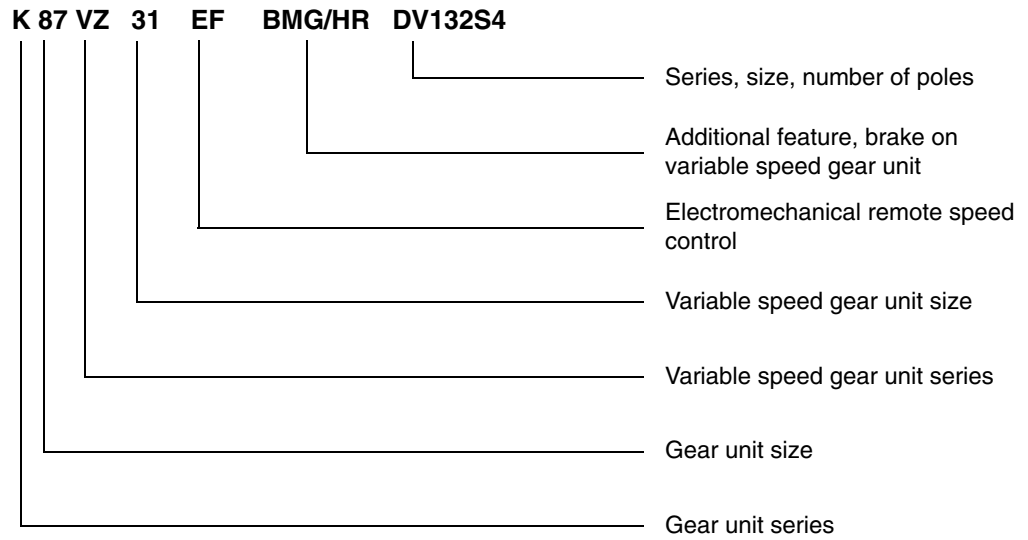 K 87 VZ 31 EF BMG/HR DV132S4
Series, size, number of poles
Additional feature, brake on
variable speed gear unit
Electromechanical remote speed
control
Variable speed gear unit size
Variable speed gear unit series
Gear unit size
Gear unit series